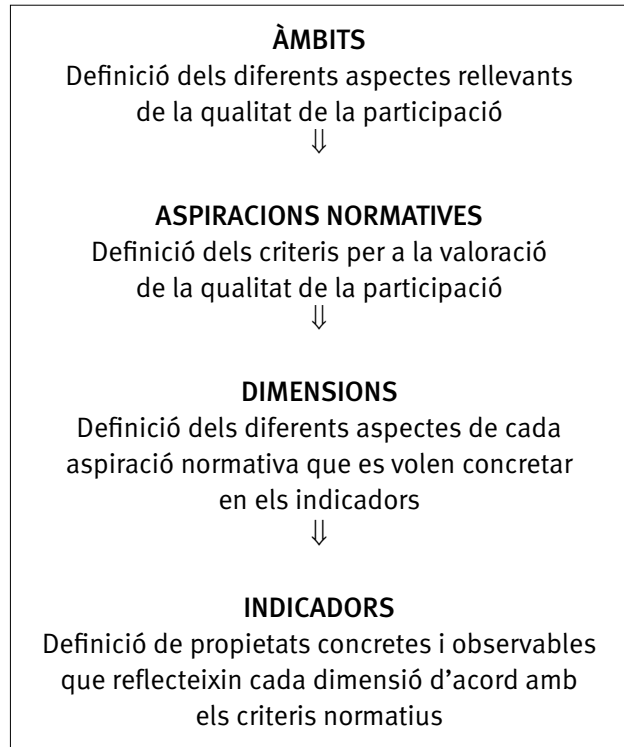 ÀMBITS
Definició dels diferents aspectes rellevants
de la qualitat de la participació
⇓
ASPIRACIONS NORMATIVES
Definició dels criteris per a la valoració
de la qualitat de la participació
⇓
DIMENSIONS
Definició dels diferents aspectes de cada
aspiració normativa que es volen concretar
en els indicadors
⇓
INDICADORS
Definició de propietats concretes i observables
que reflecteixin cada dimensió d’acord amb
els criteris normatius